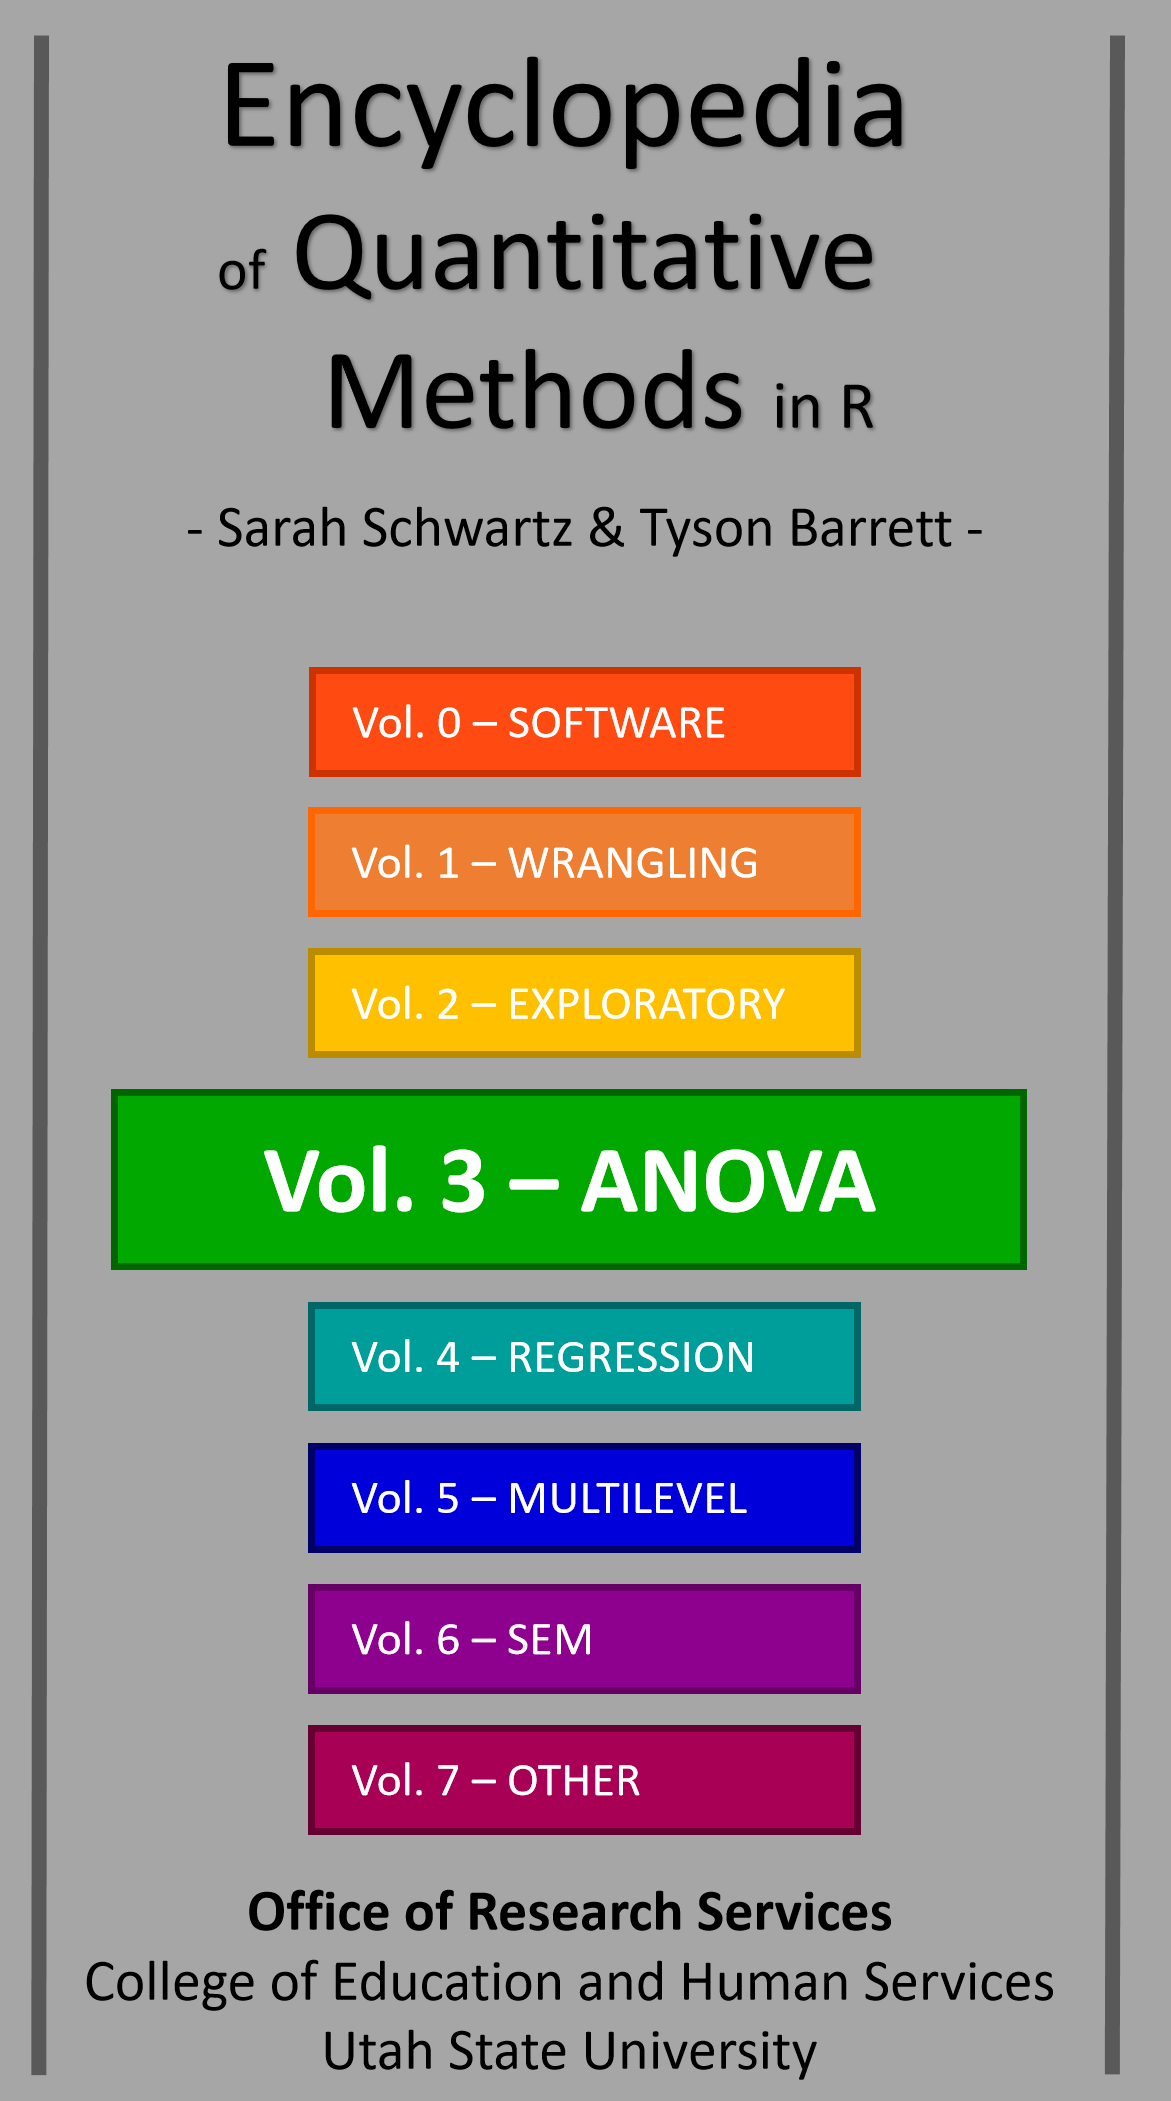 Encyclopedia
of Quantitative
Methods in R
- Sarah Schwartz & Tyson Barrett -
Vol. 0 – SOFTWARE
Vol. 1 – WRANGLING
Vol. 2 – EXPLORATORY
Vol. 3 – ANOVA
Vol. 4 – REGRESSION
Vol. 5 – MULTILEVEL
Vol. 6 – SEM
Vol. 7 – OTHER
Office of Research Services
College of Education and Human Services
Utah State University